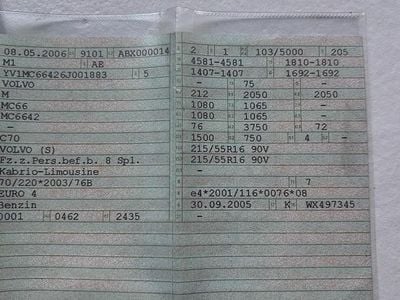 08.05.2006 9101 ABX000014
M1 AE
YV1MC66426J001883 5
VOLVO
M
MC66
MC6642
-
C70
VOLVO (S)
Fz.z.Pers.bef.b. 8 Spl.
Kabrio-Limousine
70/220*2003/76B
EURO 4
Benzin
0001 0462 2435
2 1 103/5000 205
4581-4581 1810-1810
1407-1407 1692-1692
- 75 -
212 2050 2050
1080 1065 -
1080 1065 -
76 3750 72
1500 750 4 -
215/55R16 90V
215/55R16 90V
-
- 7
e4*2001/116*0076*08
30.09.2005 K WX497345
-